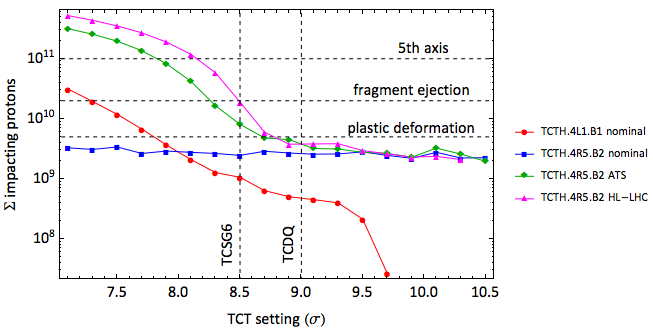 Σ impacting protons
10¹¹
10¹⁰
10⁹
10⁸
5th axis
fragment ejection
plastic deformation
TCSG6
TCDQ
7.5 8.0 8.5 9.0 9.5 10.0 10.5
TCT setting (σ)
TCTH.4L1.B1 nominal
TCTH.4R5.B2 nominal
TCTH.4R5.B2 ATS
TCTH.4R5.B2 HL−LHC